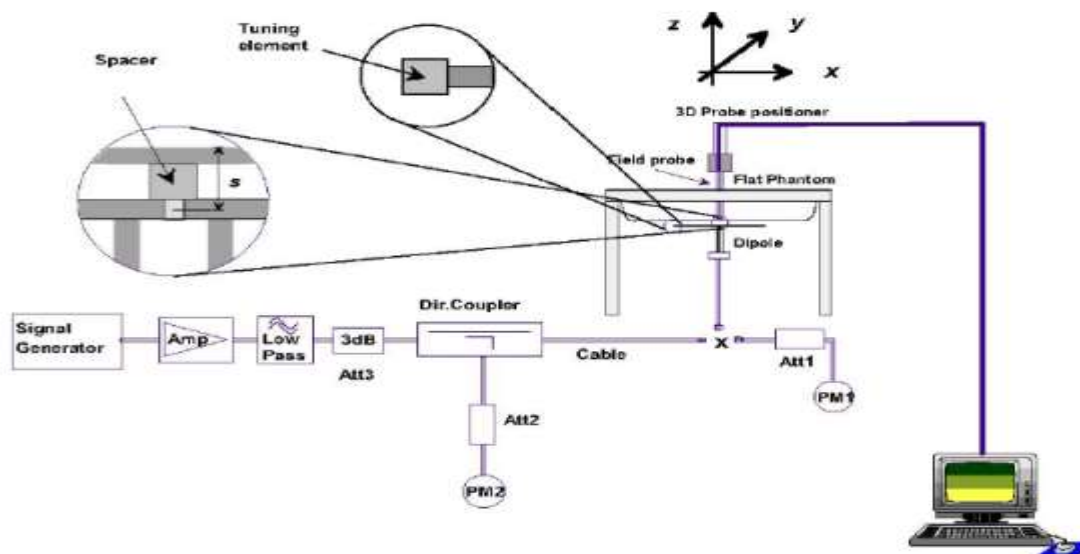 Tuning
element
Spacer
s
z
y
x
3D Probe positioner
Field probe
Flat Phantom
Dipole
Signal
Generator
Amp
Low
Pass
3dB
Att3
Dir.Coupler
Cable
X
Att1
PM1
Att2
PM2